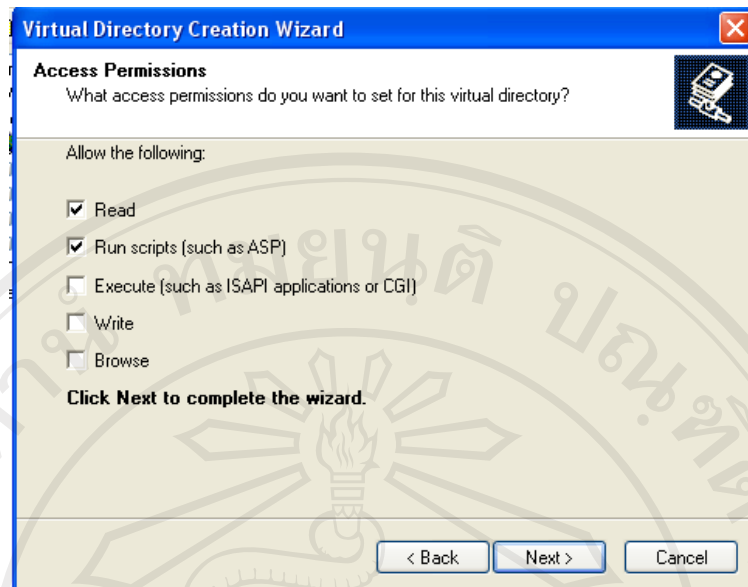 Virtual Directory Creation Wizard
Access Permissions
What access permissions do you want to set for this virtual directory?
Allow the following:
Read
Run scripts (such as ASP)
Execute (such as ISAPI applications or CGI)
Write
Browse
Click Next to complete the wizard.
< Back Next > Cancel